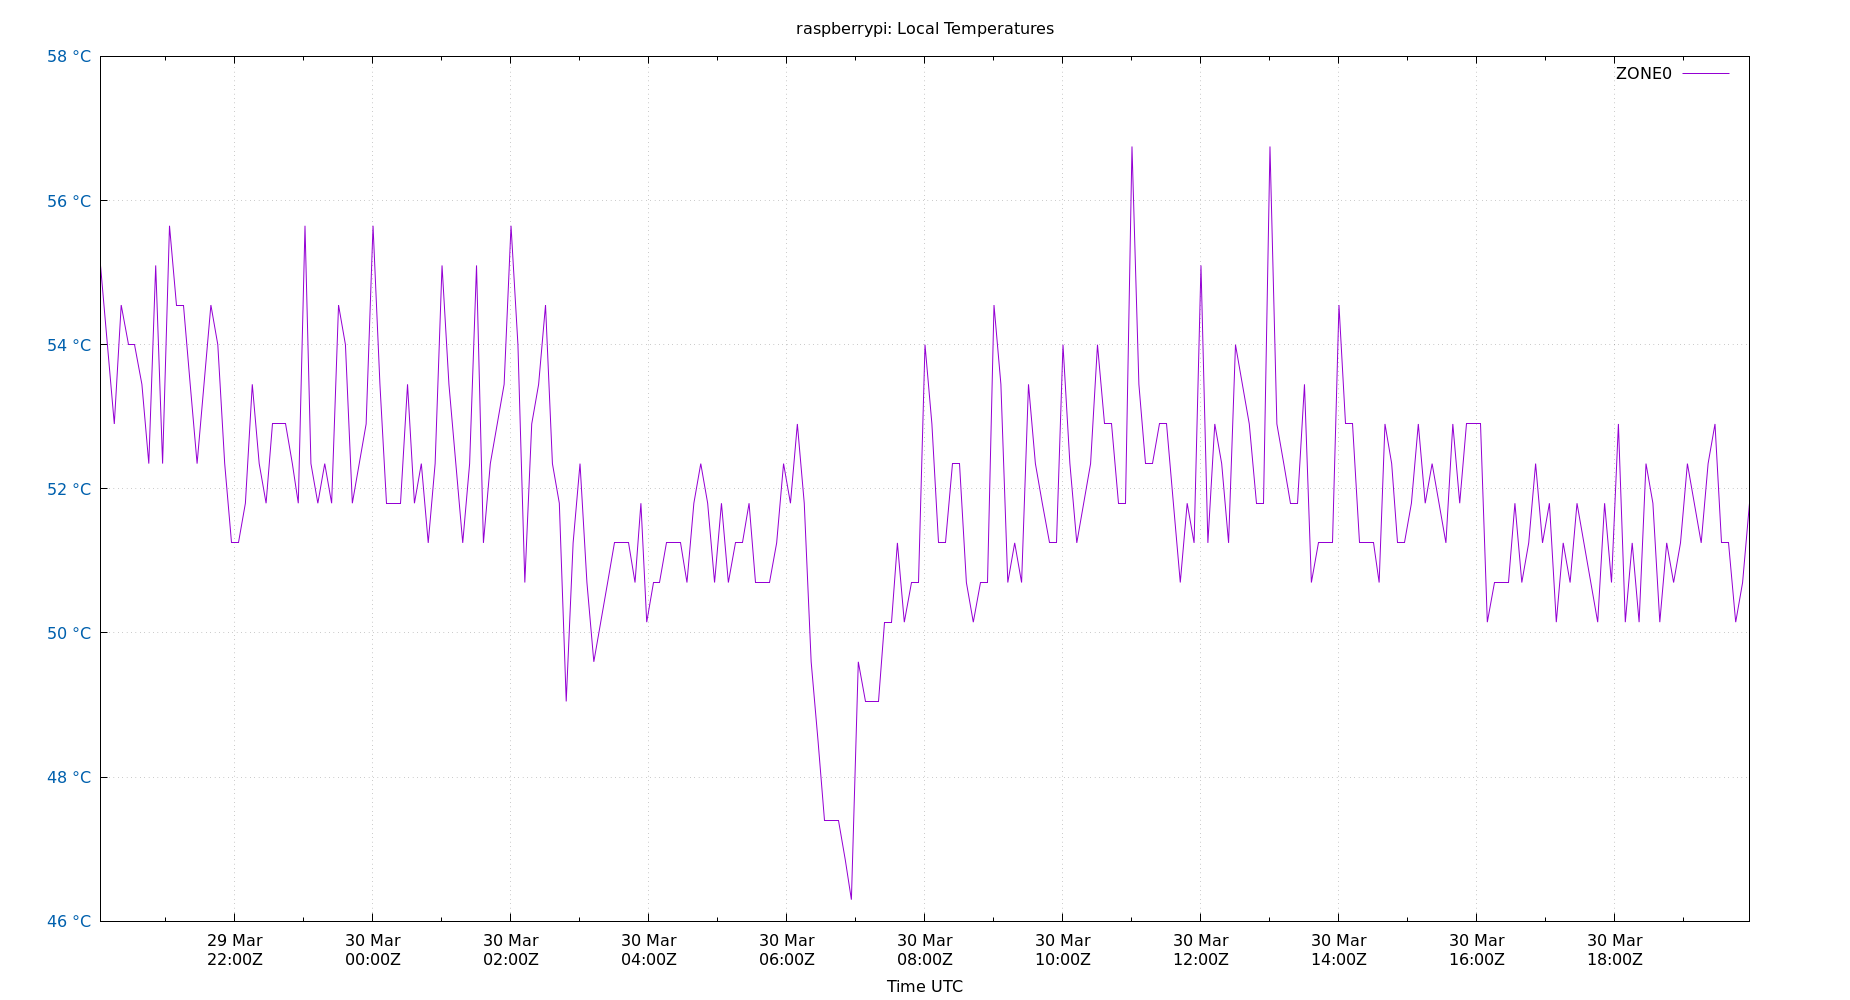 raspberrypi: Local Temperatures
58 °C
ZONE0
56 °C
54 °C
52 °C
50 °C
48 °C
46 °C
29 Mar 30 Mar 30 Mar 30 Mar 30 Mar 30 Mar 30 Mar 30 Mar 30 Mar 30 Mar 30 Mar
22:00Z 00:00Z 02:00Z 04:00Z 06:00Z 08:00Z 10:00Z 12:00Z 14:00Z 16:00Z 18:00Z
Time UTC